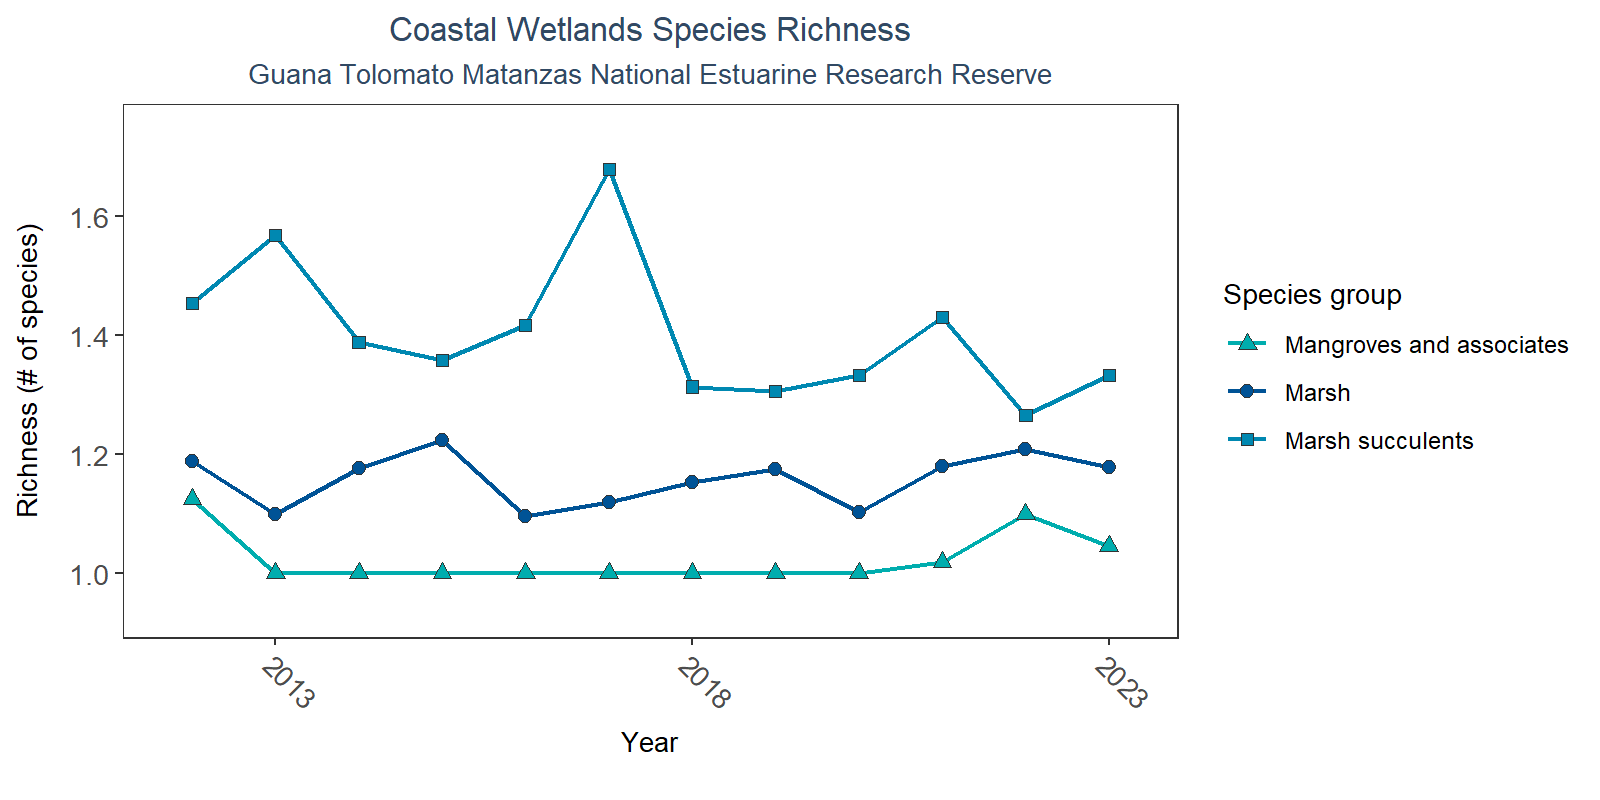 Coastal Wetlands Species Richness
Guana Tolomato Matanzas National Estuarine Research Reserve
Richness (# of species)
1.6
1.4
1.2
1.0
2013
2018
2023
Year
Species group
Mangroves and associates
Marsh
Marsh succulents